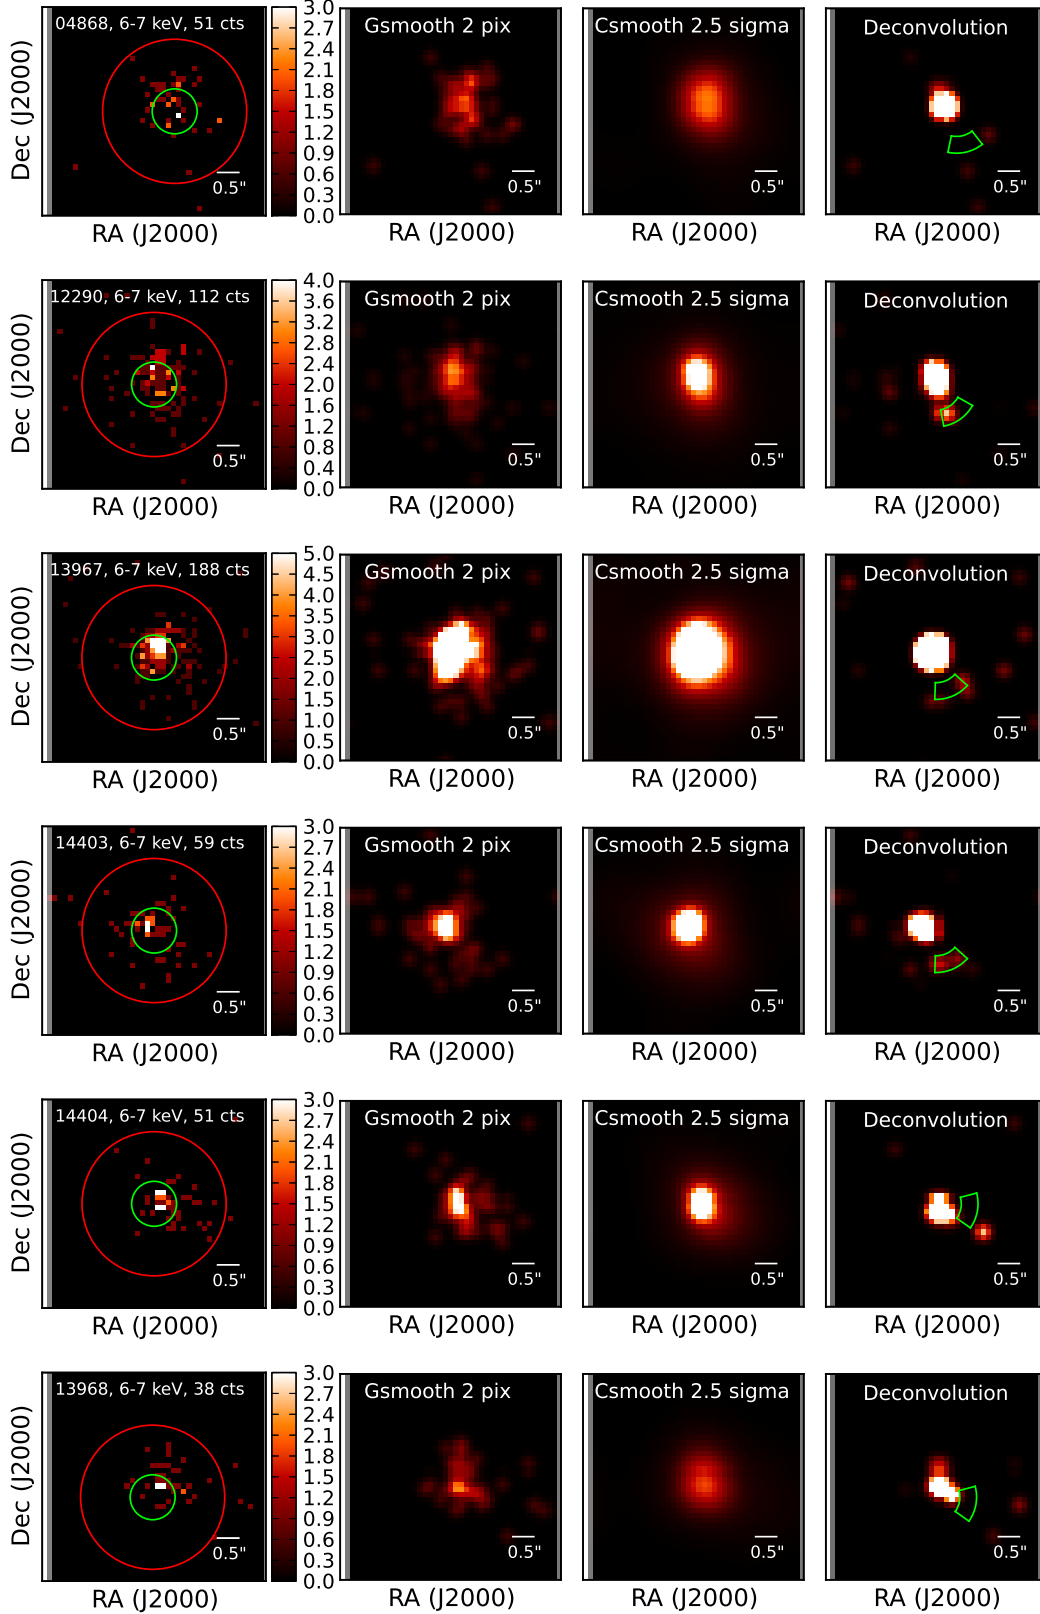 04868, 6-7 keV, 51 cts
Gsmooth 2 pix
Csmooth 2.5 sigma
Deconvolution
3.0
2.7
2.4
2.1
1.8
1.5
1.2
0.9
0.6
0.3
0.0
0.5"
0.5"
0.5"
0.5"
Dec (J2000)
RA (J2000)
RA (J2000)
RA (J2000)
RA (J2000)
12290, 6-7 keV, 112 cts
Gsmooth 2 pix
Csmooth 2.5 sigma
Deconvolution
4.0
3.6
3.2
2.8
2.4
2.0
1.6
1.2
0.8
0.4
0.0
0.5"
0.5"
0.5"
0.5"
Dec (J2000)
RA (J2000)
RA (J2000)
RA (J2000)
RA (J2000)
13967, 6-7 keV, 188 cts
Gsmooth 2 pix
Csmooth 2.5 sigma
Deconvolution
5.0
4.5
4.0
3.5
3.0
2.5
2.0
1.5
1.0
0.5
0.0
0.5"
0.5"
0.5"
0.5"
Dec (J2000)
RA (J2000)
RA (J2000)
RA (J2000)
RA (J2000)
14403, 6-7 keV, 59 cts
Gsmooth 2 pix
Csmooth 2.5 sigma
Deconvolution
3.0
2.7
2.4
2.1
1.8
1.5
1.2
0.9
0.6
0.3
0.0
0.5"
0.5"
0.5"
0.5"
Dec (J2000)
RA (J2000)
RA (J2000)
RA (J2000)
RA (J2000)
14404, 6-7 keV, 51 cts
Gsmooth 2 pix
Csmooth 2.5 sigma
Deconvolution
3.0
2.7
2.4
2.1
1.8
1.5
1.2
0.9
0.6
0.3
0.0
0.5"
0.5"
0.5"
0.5"
Dec (J2000)
RA (J2000)
RA (J2000)
RA (J2000)
RA (J2000)
13968, 6-7 keV, 38 cts
Gsmooth 2 pix
Csmooth 2.5 sigma
Deconvolution
3.0
2.7
2.4
2.1
1.8
1.5
1.2
0.9
0.6
0.3
0.0
0.5"
0.5"
0.5"
0.5"
Dec (J2000)
RA (J2000)
RA (J2000)
RA (J2000)
RA (J2000)